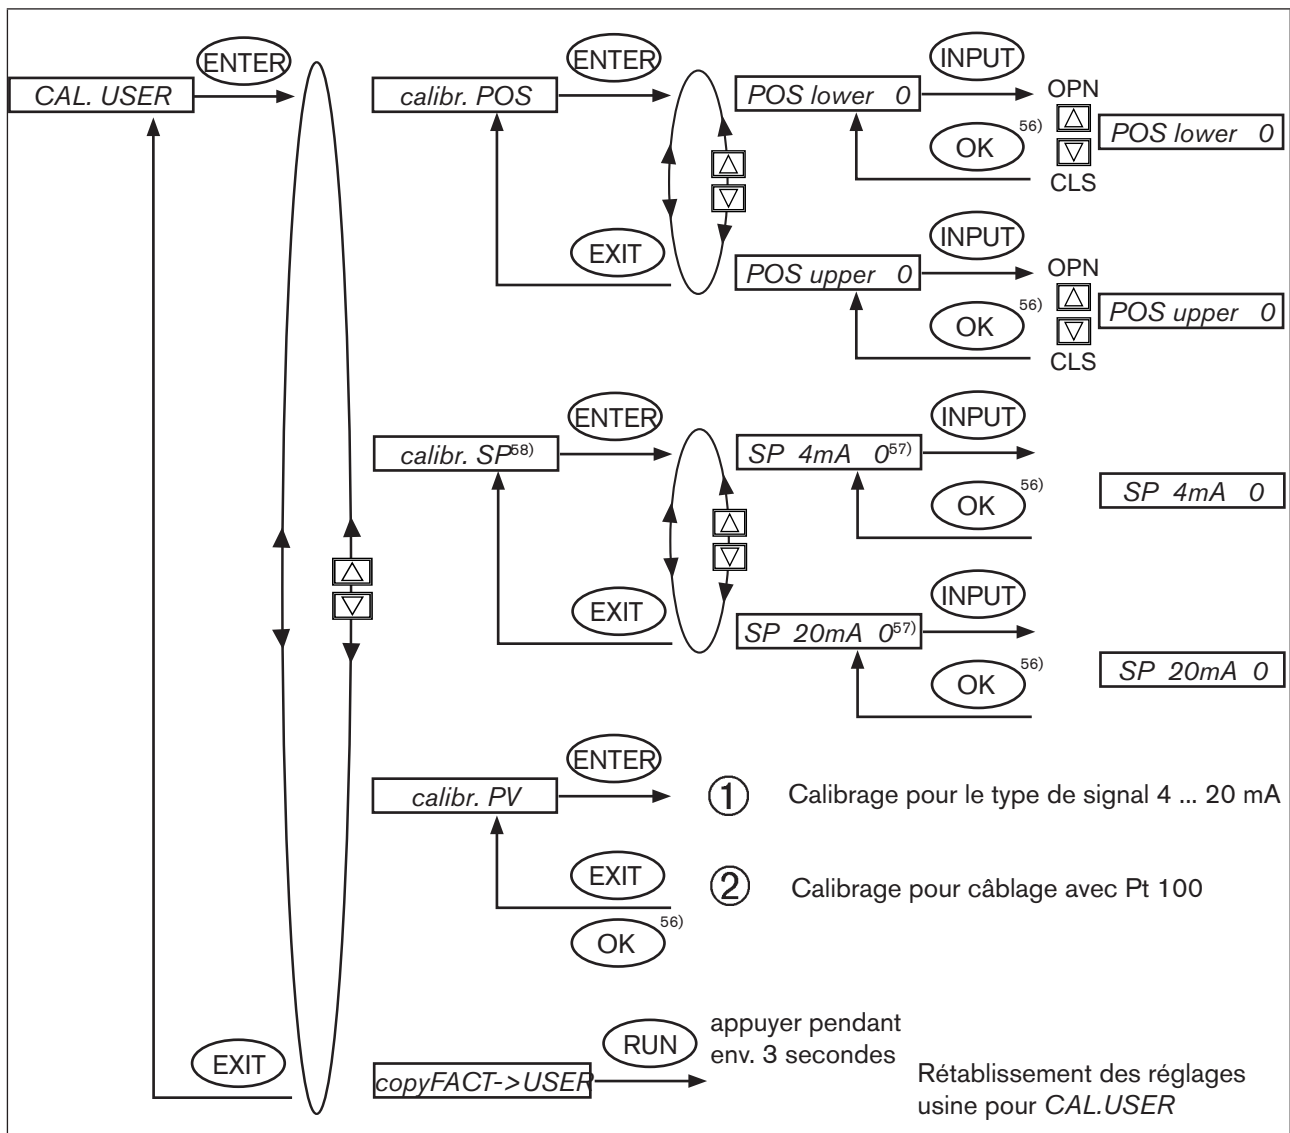 CAL. USER
ENTER
calibr. POS
ENTER
POS lower 0
INPUT
OK 56)
OPN
CLS
POS lower 0
EXIT
POS upper 0
INPUT
OK 56)
OPN
CLS
POS upper 0
calibr. SP58)
ENTER
SP 4mA 057)
INPUT
OK 56)
SP 4mA 0
EXIT
SP 20mA 057)
INPUT
OK 56)
SP 20mA 0
calibr. PV
ENTER
① Calibrage pour le type de signal 4 ... 20 mA
EXIT
② Calibrage pour câblage avec Pt 100
OK 56)
EXIT
copyFACT->USER
RUN
appuyer pendant
env. 3 secondes
Rétablissement des réglages
usine pour CAL.USER